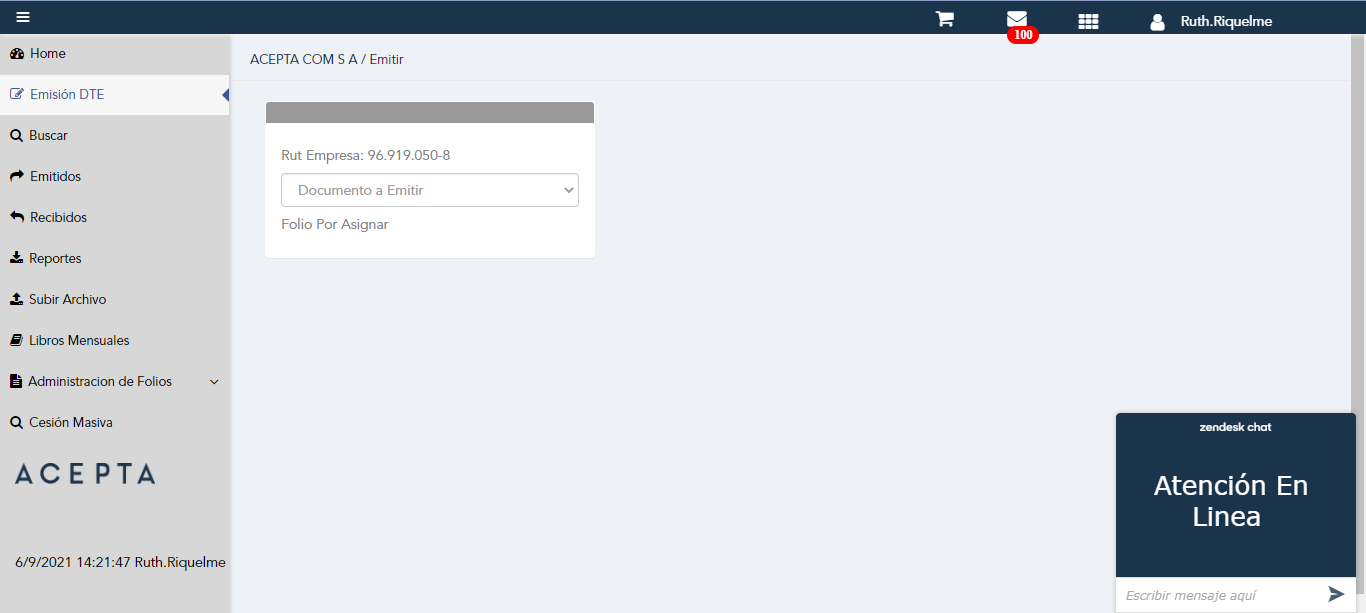 100
Ruth.Riquelme
Home
Emisión DTE
Buscar
Emitidos
Recibidos
Reportes
Subir Archivo
Libros Mensuales
Administracion de Folios
Cesión Masiva
ACEPTA
6/9/2021 14:21:47 Ruth.Riquelme
ACEPTA COM S A / Emitir
Rut Empresa: 96.919.050-8
Documento a Emitir
Folio Por Asignar
zendesk chat
Atención En
Linea
Escribir mensaje aquí